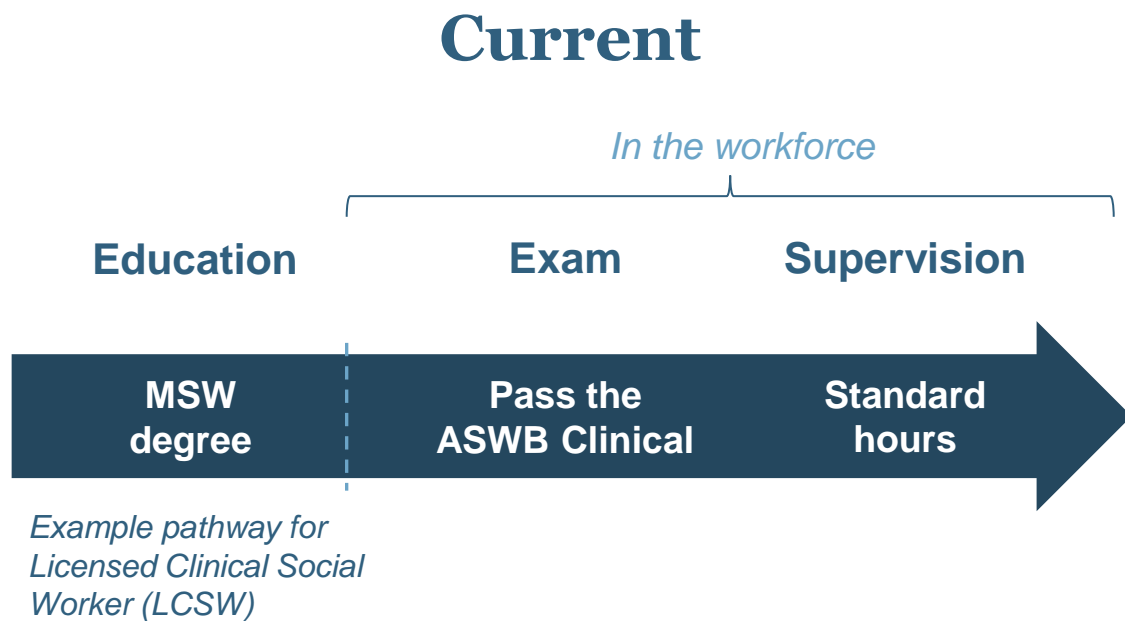 Current
In the workforce
Education
Exam
Supervision
MSW
degree
Pass the
ASWB Clinical
Standard
hours
Example pathway for
Licensed Clinical Social
Worker (LCSW)